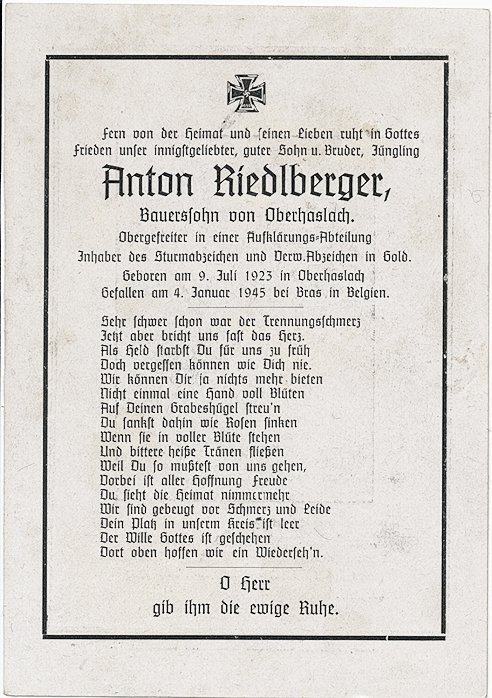 Fern von der Heimat und seinen Lieben ruht in Gottes
Frieden unser innigstgeliebter, guter Sohn u. Bruder, Jüngling
Anton Riedlberger,
Bauerssohn von Oberhaslach.
Obergefreiter in einer Aufklärungs-Abteilung
Inhaber des Sturmabzeichen und Verw. Abzeichen in Gold.
Geboren am 9. Juli 1923 in Oberhaslach
Gefallen am 4. Januar 1945 bei Bras in Belgien.
Sehr schwer schon war der Trennungsschmerz
Jetzt aber bricht uns fast das Herz.
Als Held starbst Du für uns zu früh
Doch vergessen können wir Dich nie.
Wir können Dir ja nichts mehr bieten
Nicht einmal eine Hand voll Blüten
Auf Deinen Grabeshügel streu'n
Du sankst dahin wie Rosen sinken
Wenn sie in voller Blüte stehen
Und bittere heiße Tränen fließen
Weil Du so mußtest von uns gehen,
Vorbei ist aller Hoffnung Freude
Du sieht die Heimat nimmermehr
Wir sind gebeugt vor Schmerz und Leide
Dein Platz in unserm Kreis ist leer
Der Wille Gottes ist geschehen
Dort oben hoffen wir ein Wiederseh'n.
O Herr
gib ihm die ewige Ruhe.